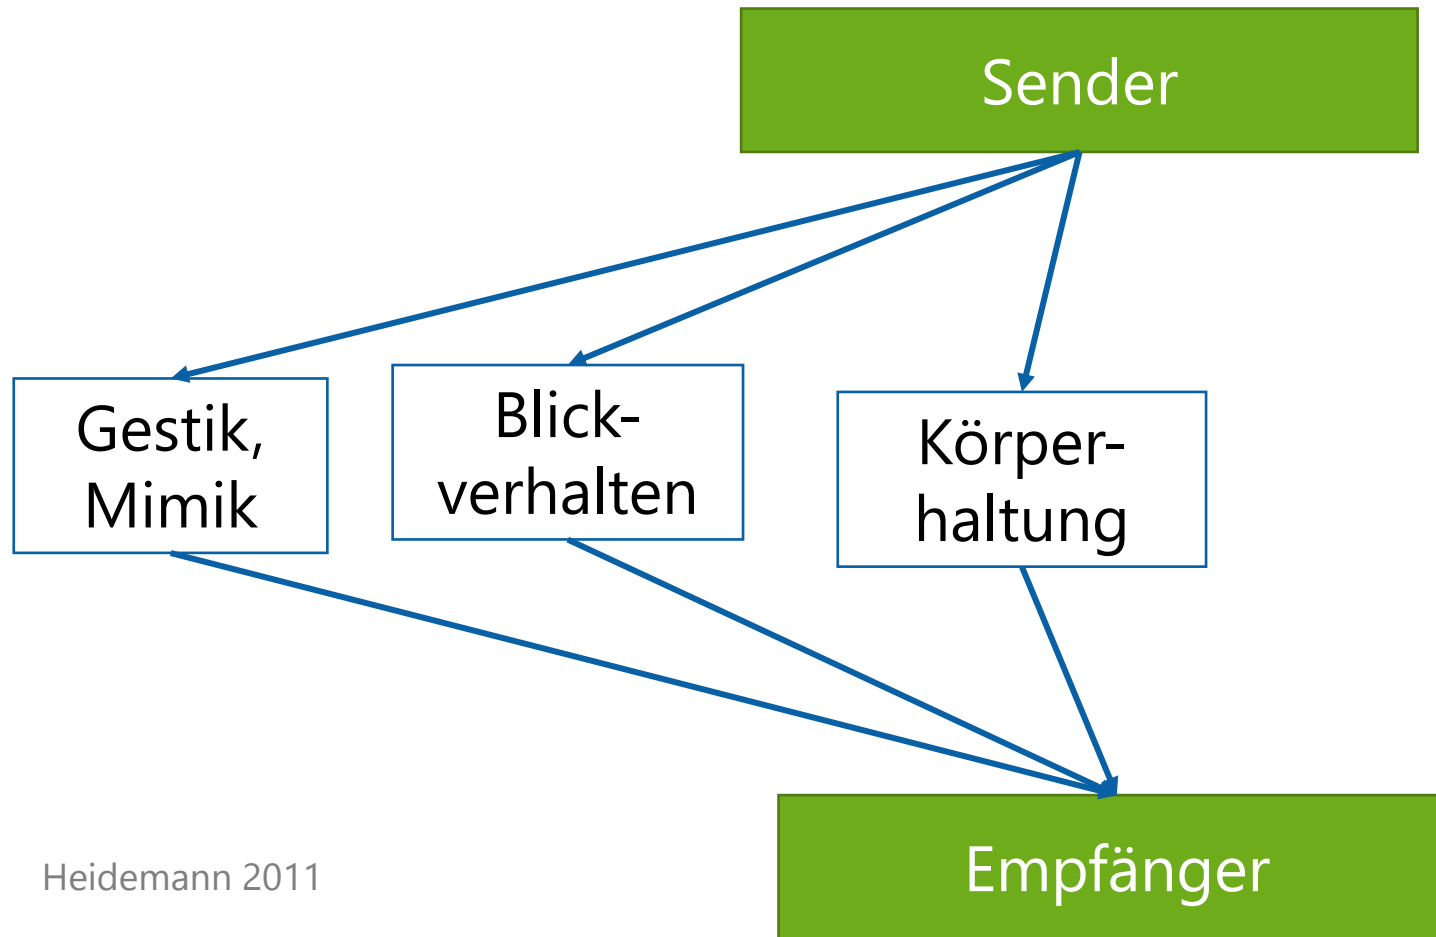 Sender
Gestik,
Mimik
Blick-
verhalten
Körper-
haltung
Heidemann 2011
Empfänger